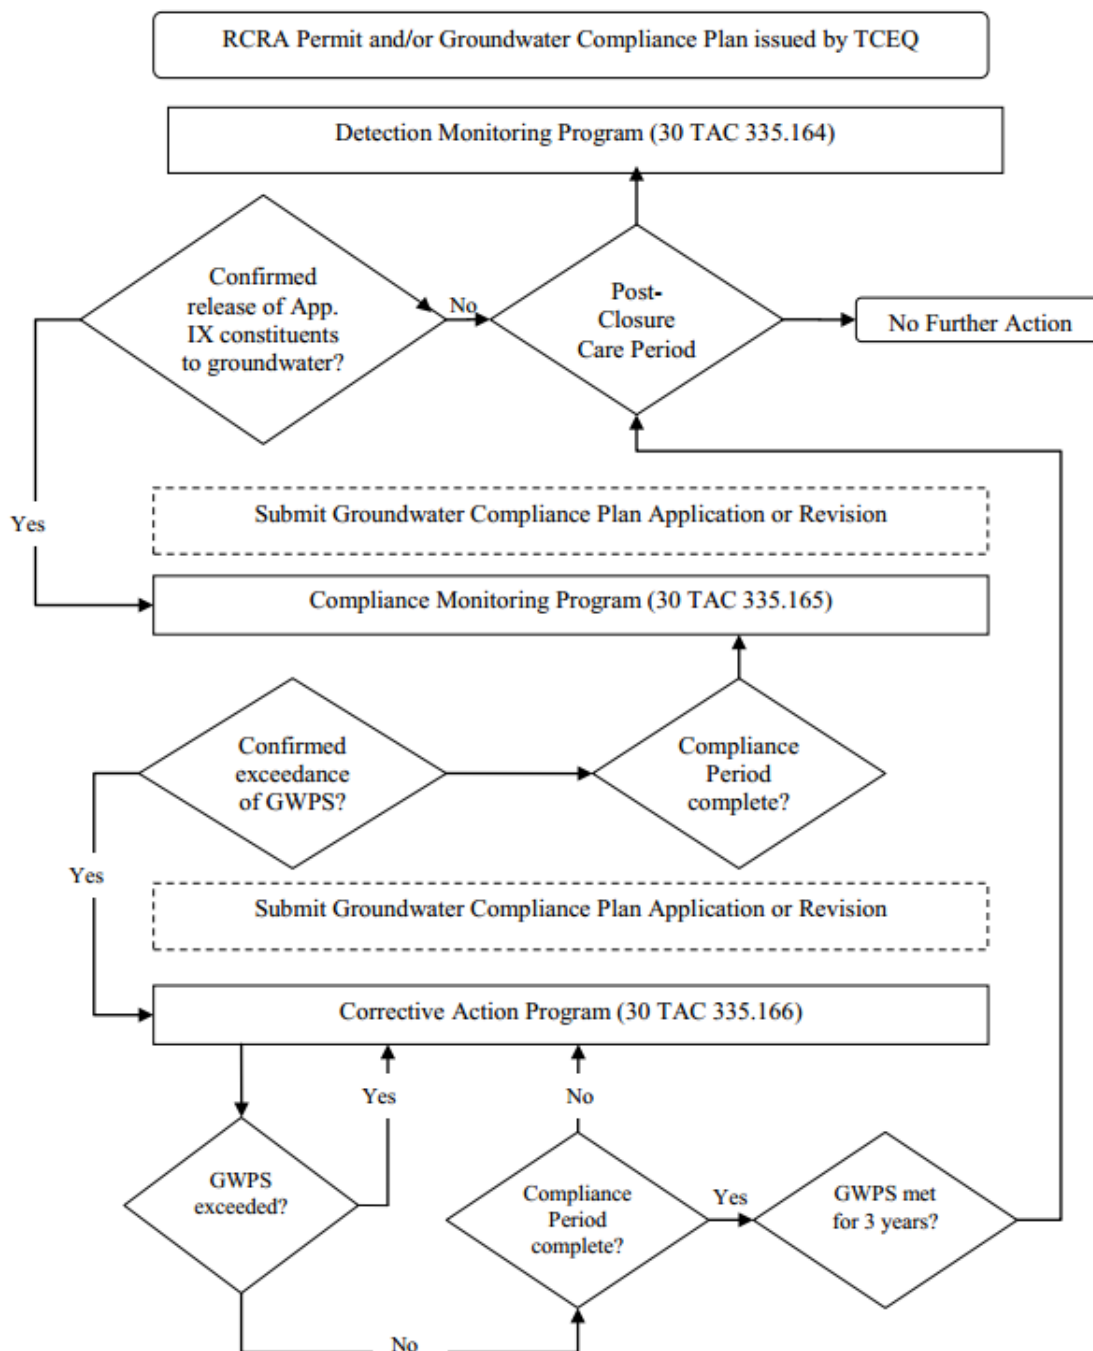 RCRA Permit and/or Groundwater Compliance Plan issued by TCEQ
Detection Monitoring Program (30 TAC 335.164)
Confirmed
release of App.
IX constituents
to groundwater?
No
Post-
Closure
Care Period
No Further Action
Yes
Submit Groundwater Compliance Plan Application or Revision
Compliance Monitoring Program (30 TAC 335.165)
Confirmed
exceedance
of GWPS?
Compliance
Period
complete?
Yes
Submit Groundwater Compliance Plan Application or Revision
Corrective Action Program (30 TAC 335.166)
Yes
No
GWPS
exceeded?
Compliance
Period
complete?
Yes
GWPS met
for 3 years?
No